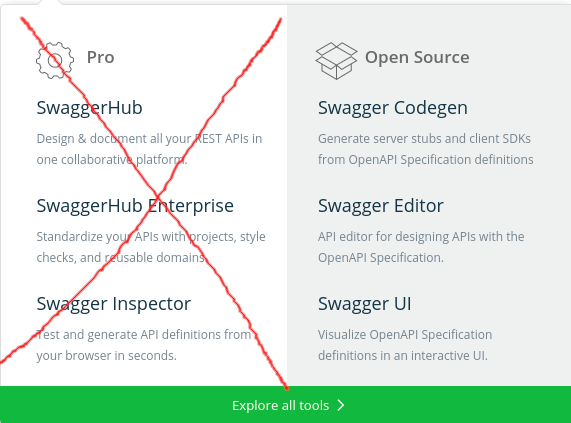 Pro
SwaggerHub
Design & document all your REST APIs in
one collaborative platform.
SwaggerHub Enterprise
Standardize your APIs with projects, style
checks, and reusable domains.
Swagger Inspector
Test and generate API definitions from
your browser in seconds.
Open Source
Swagger Codegen
Generate server stubs and client SDKs
from OpenAPI Specification definitions
Swagger Editor
API editor for designing APIs with the
OpenAPI Specification.
Swagger UI
Visualize OpenAPI Specification
definitions in an interactive UI.
Explore all tools